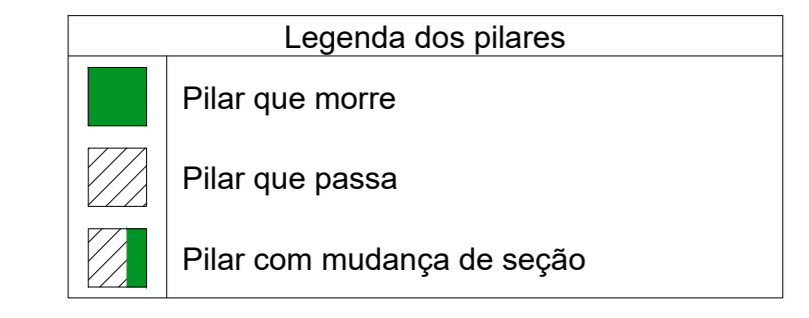 Legenda dos pilares
Pilar que morre
Pilar que passa
Pilar com mudança de seção